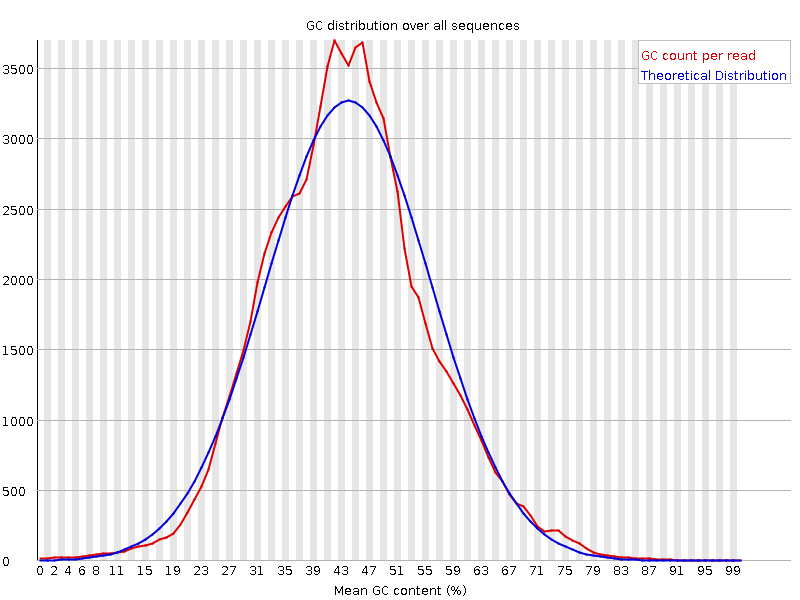 GC distribution over all sequences
GC count per read
Theoretical Distribution
3500
3000
2500
2000
1500
1000
500
0
0 2 4 6 8 11 15 19 23 27 31 35 39 43 47 51 55 59 63 67 71 75 79 83 87 91 95 99
Mean GC content (%)